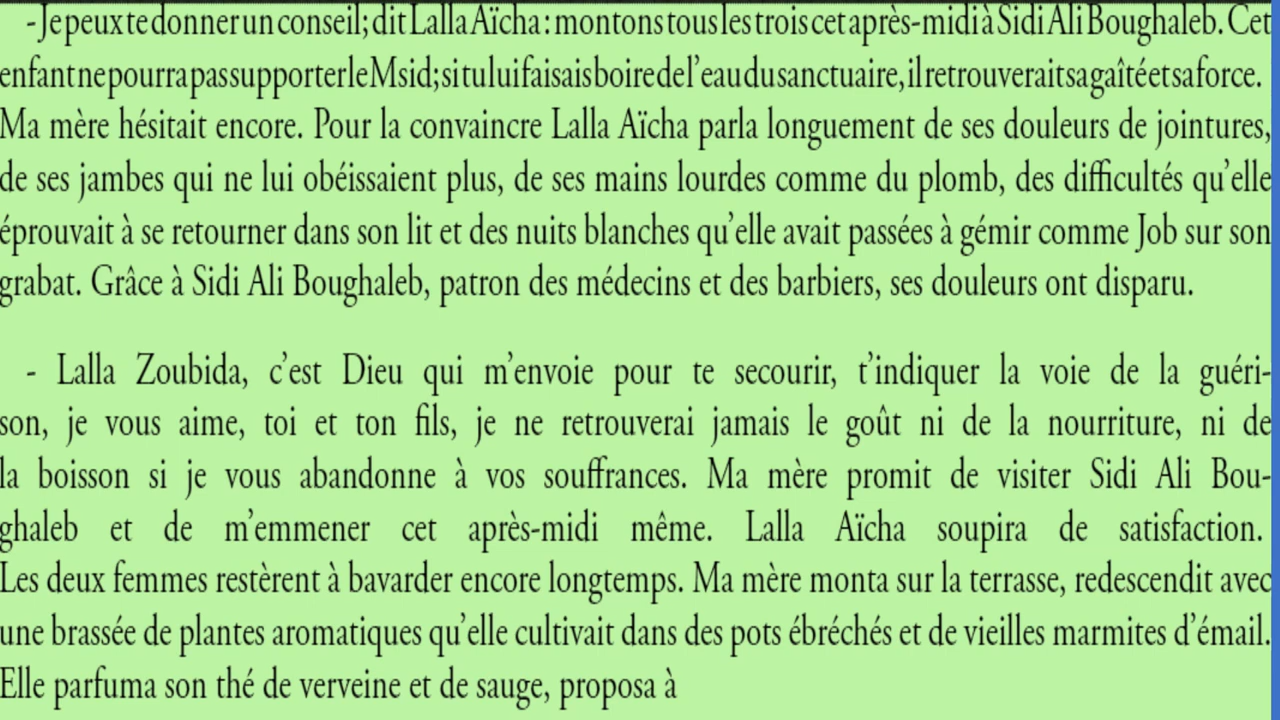 - Je peux te donner un conseil; dit Lalla Aïcha : montons tous les trois cet après-midi à Sidi Ali Boughaleb. Cet
enfant ne pourra pas supporter le Msid; si tu lui faisais boire de l’eau du sanctuaire, il retrouverait sa gaîté et sa force.
Ma mère hésitait encore. Pour la convaincre Lalla Aïcha parla longuement de ses douleurs de jointures,
de ses jambes qui ne lui obéissaient plus, de ses mains lourdes comme du plomb, des difficultés qu’elle
éprouvait à se retourner dans son lit et des nuits blanches qu’elle avait passées à gémir comme Job sur son
grabat. Grâce à Sidi Ali Boughaleb, patron des médecins et des barbiers, ses douleurs ont disparu.
- Lalla Zoubida, c’est Dieu qui m’envoie pour te secourir, t’indiquer la voie de la guéri-
son, je vous aime, toi et ton fils, je ne retrouverai jamais le goût ni de la nourriture, ni de
la boisson si je vous abandonne à vos souffrances. Ma mère promit de visiter Sidi Ali Bou-
ghaleb et de m’emmener cet après-midi même. Lalla Aïcha soupira de satisfaction.
Les deux femmes restèrent à bavarder encore longtemps. Ma mère monta sur la terrasse, redescendit avec
une brassée de plantes aromatiques qu’elle cultivait dans des pots ébréchés et de vieilles marmites d’émail.
Elle parfuma son thé de verveine et de sauge, proposa à